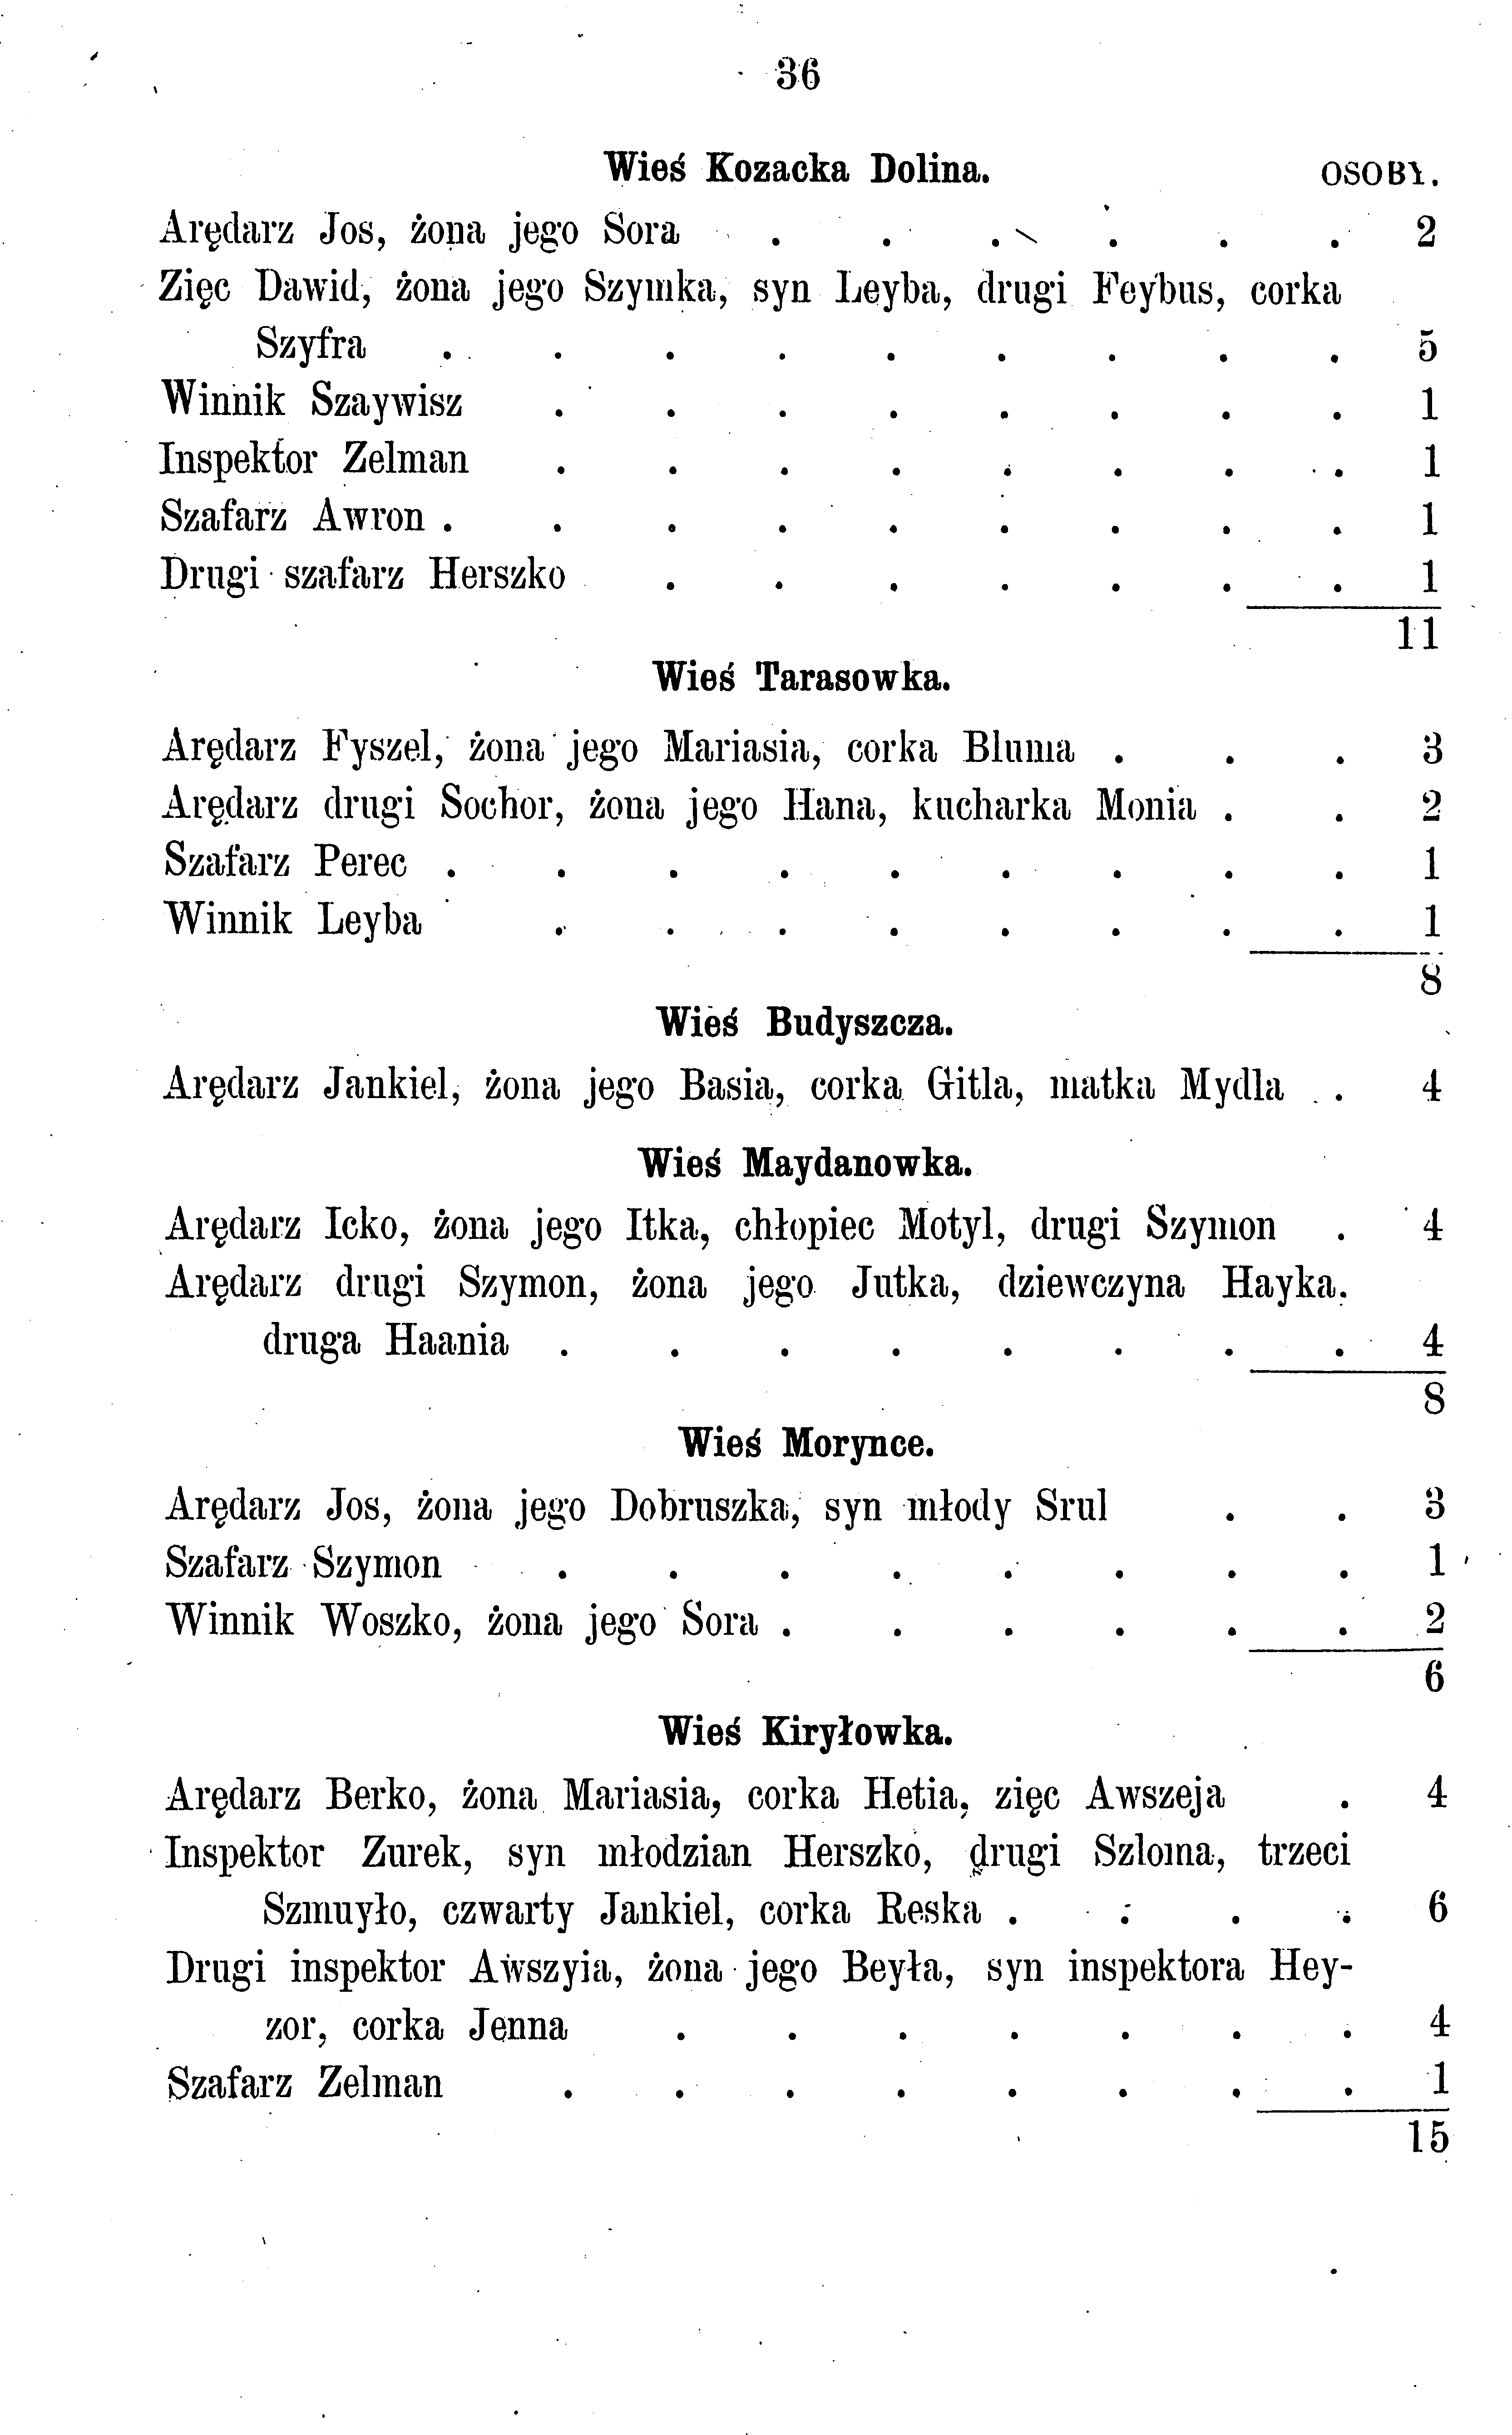 36
Wieś Kozacka Dolina. OSOBY.
Arędarz Jos, żona jego Sora . . . . . . 2
Zięc Dawid, żona jego Szymka, syn Leyba, drugi Feybus, corka
Szyfra . . . . . . . . . 5
Winnik Szaywisz . . . . . . . . 1
Inspektor Zelman . . . . . . . . 1
Szafarz Awron . . . . . . . . . 1
Drugi szafarz Herszko . . . . . . . 1
11
Wieś Tarasowka.
Arędarz Fyszel, żona jego Mariasia, corka Bluma . . . 3
Arędarz drugi Sochor, żona jego Hana, kucharka Monia . . 2
Szafarz Perec . . . . . . . . . 1
Winnik Leyba . . . . . . . . 1
8
Wieś Budyszcza.
Arędarz Jankiel, żona jego Basia, corka Gitla, matka Mydla . 4
Wieś Maydanowka.
Arędarz Icko, żona jego Itka, chłopiec Motyl, drugi Szymon . 4
Arędarz drugi Szymon, żona jego Jutka, dziewczyna Hayka.
druga Haania . . . . . . . . 4
8
Wieś Morynce.
Arędarz Jos, żona jego Dobruszka, syn młody Srul . . 3
Szafarz Szymon . . . . . . . . 1
Winnik Woszko, żona jego Sora . . . . . . 2
6
Wieś Kiryłowka.
Arędarz Berko, żona Mariasia, corka Hetia, zięc Awszeja . 4
Inspektor Zurek, syn młodzian Herszko, drugi Szloma, trzeci
Szmuyło, czwarty Jankiel, corka Reska . . . . 6
Drugi inspektor Awszyia, żona jego Beyła, syn inspektora Hey-
zor, corka Jenna . . . . . . . 4
Szafarz Zelman . . . . . . . . 1
15